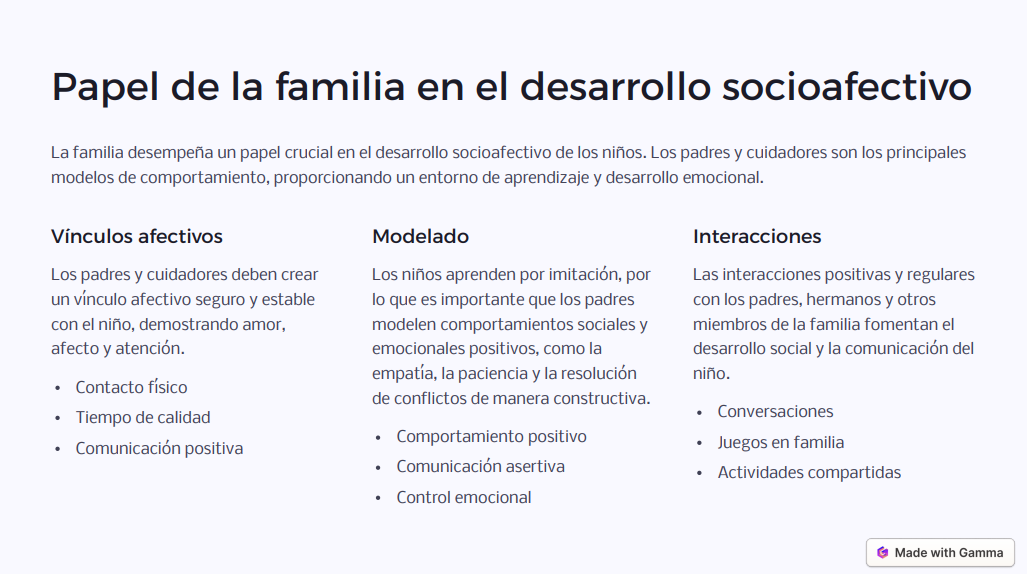 Papel de la familia en el desarrollo socioafectivo
La familia desempeña un papel crucial en el desarrollo socioafectivo de los niños. Los padres y cuidadores son los principales
modelos de comportamiento, proporcionando un entorno de aprendizaje y desarrollo emocional.
Vínculos afectivos
Los padres y cuidadores deben crear
un vínculo afectivo seguro y estable
con el niño, demostrando amor,
afecto y atención.
• Contacto físico
• Tiempo de calidad
• Comunicación positiva
Modelado
Los niños aprenden por imitación, por
lo que es importante que los padres
modelen comportamientos sociales y
emocionales positivos, como la
empatía, la paciencia y la resolución
de conflictos de manera constructiva.
• Comportamiento positivo
• Comunicación asertiva
• Control emocional
Interacciones
Las interacciones positivas y regulares
con los padres, hermanos y otros
miembros de la familia fomentan el
desarrollo social y la comunicación del
niño.
• Conversaciones
• Juegos en familia
• Actividades compartidas
Made with Gamma